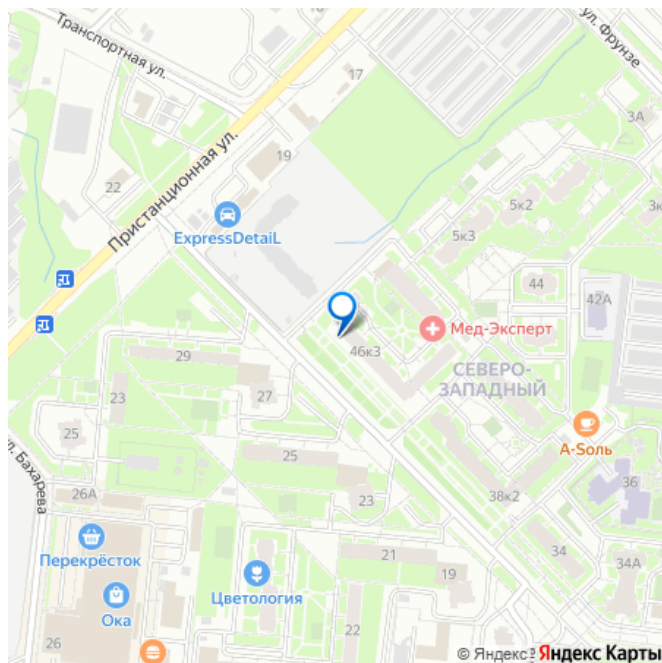 Транспортная ул.
17
ул. Фрунзе
3А
19
Пристанционная ул.
22
ExpressDetaiL
5к2
5к3
44
42А
Мед-Эксперт
46к3
СЕВЕРО-
ЗАПАДНЫЙ
29
23
27
25
25
А-Soль
36
ул. Бахарева
26А
23
38к2
34
34А
Перекрёсток
21
19
Цветология
Ока
22
26
© Яндекс
Яндекс Карты